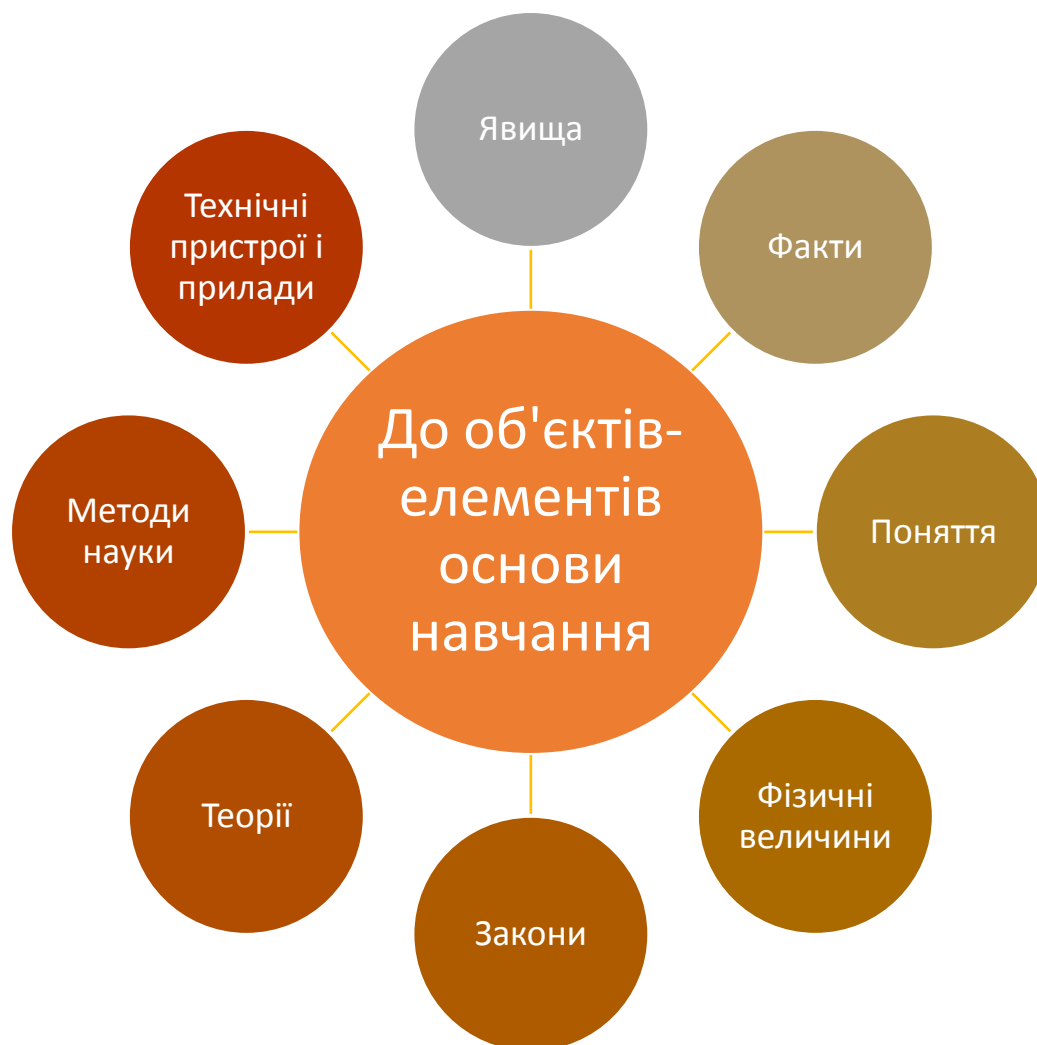 Явища
Технічні
пристрої і
прилади
Факти
До об'єктів-
елементів
основи
навчання
Методи
науки
Поняття
Теорії
Фізичні
величини
Закони